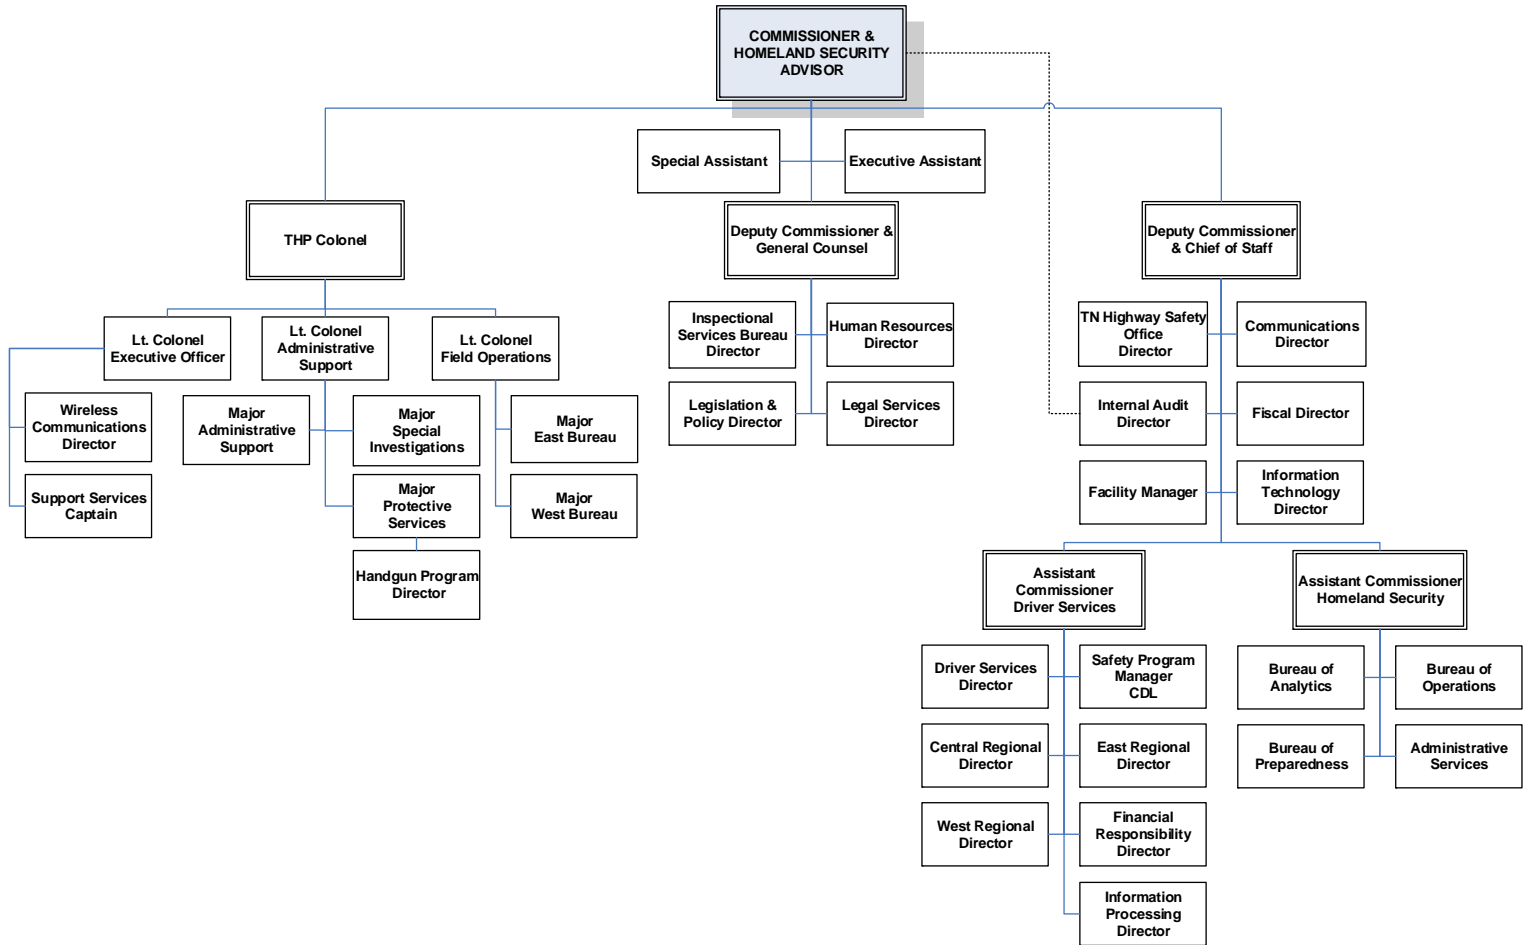 COMMISSIONER &
HOMELAND SECURITY
ADVISOR
Special Assistant
Executive Assistant
THP Colonel
Deputy Commissioner &
General Counsel
Deputy Commissioner
& Chief of Staff
Lt. Colonel
Executive Officer
Lt. Colonel
Administrative
Support
Lt. Colonel
Field Operations
Wireless
Communications
Director
Support Services
Captain
Major
Administrative
Support
Major
Special
Investigations
Major
Protective
Services
Handgun Program
Director
Major
East Bureau
Major
West Bureau
Inspectional
Services Bureau
Director
Human Resources
Director
Legislation &
Policy Director
Legal Services
Director
TN Highway Safety
Office
Director
Communications
Director
Internal Audit
Director
Fiscal Director
Facility Manager
Information
Technology
Director
Assistant
Commissioner
Driver Services
Assistant Commissioner
Homeland Security
Driver Services
Director
Safety Program
Manager
CDL
Central Regional
Director
East Regional
Director
West Regional
Director
Financial
Responsibility
Director
Information
Processing
Director
Bureau of
Analytics
Bureau of
Operations
Bureau of
Preparedness
Administrative
Services